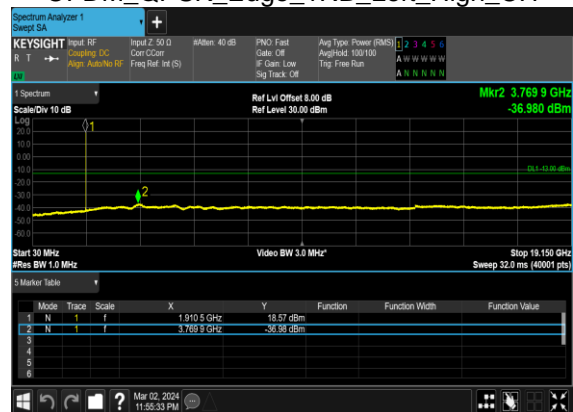 Spectrum Analyzer 1
Swept SA
+
KEYSIGHT
R T
LU
Input: RF
Coupling: DC
Align: Auto/No RF
Input Z: 50 Ω
Corr CCorr
Freq Ref: Int (S)
#Atten: 40 dB
PNO: Fast
Gate: Off
IF Gain: Low
Sig Track: Off
Avg Type: Power (RMS)
Avg|Hold: 100/100
Trig: Free Run
1 2 3 4 5 6
A W W W W W
A N N N N N
1 Spectrum
Scale/Div 10 dB
Log
Ref Lvl Offset 8.00 dB
Ref Level 30.00 dBm
Mkr2 3.769 9 GHz
-36.980 dBm
20.0
10.0
0.00
-10.0
-20.0
-30.0
-40.0
-50.0
-60.0
1
2
DL1 -13.00 dBm
Start 30 MHz
#Res BW 1.0 MHz
Video BW 3.0 MHz*
Stop 19.150 GHz
Sweep 32.0 ms (40001 pts)
5 Marker Table
Mode Trace Scale X Y Function Function Width Function Value
1 N 1 f 1.910 5 GHz 18.57 dBm
2 N 1 f 3.769 9 GHz -36.98 dBm
3
4
5
6
?
Mar 02, 2024
11:55:33 PM